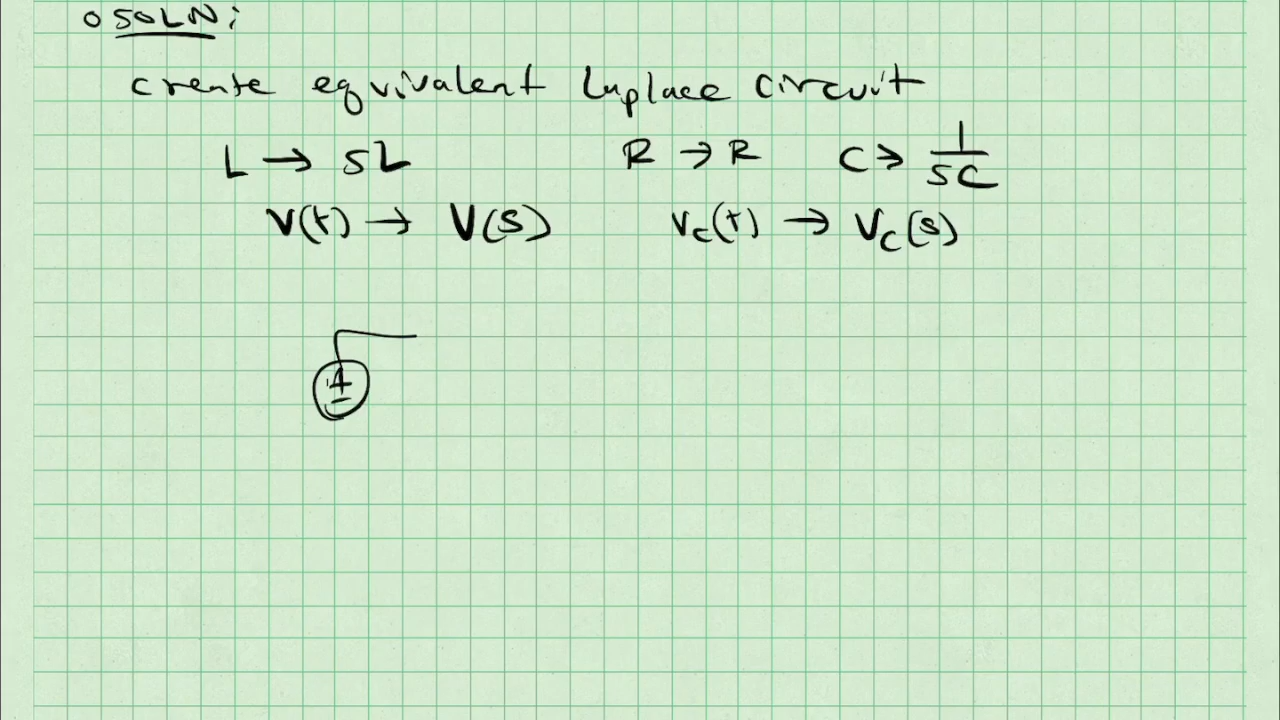 o SOLN:
create equivalent Laplace circuit
L → sL R → R C → 1/sC
V(t) → V(s) Vc(t) → Vc(s)
+
-